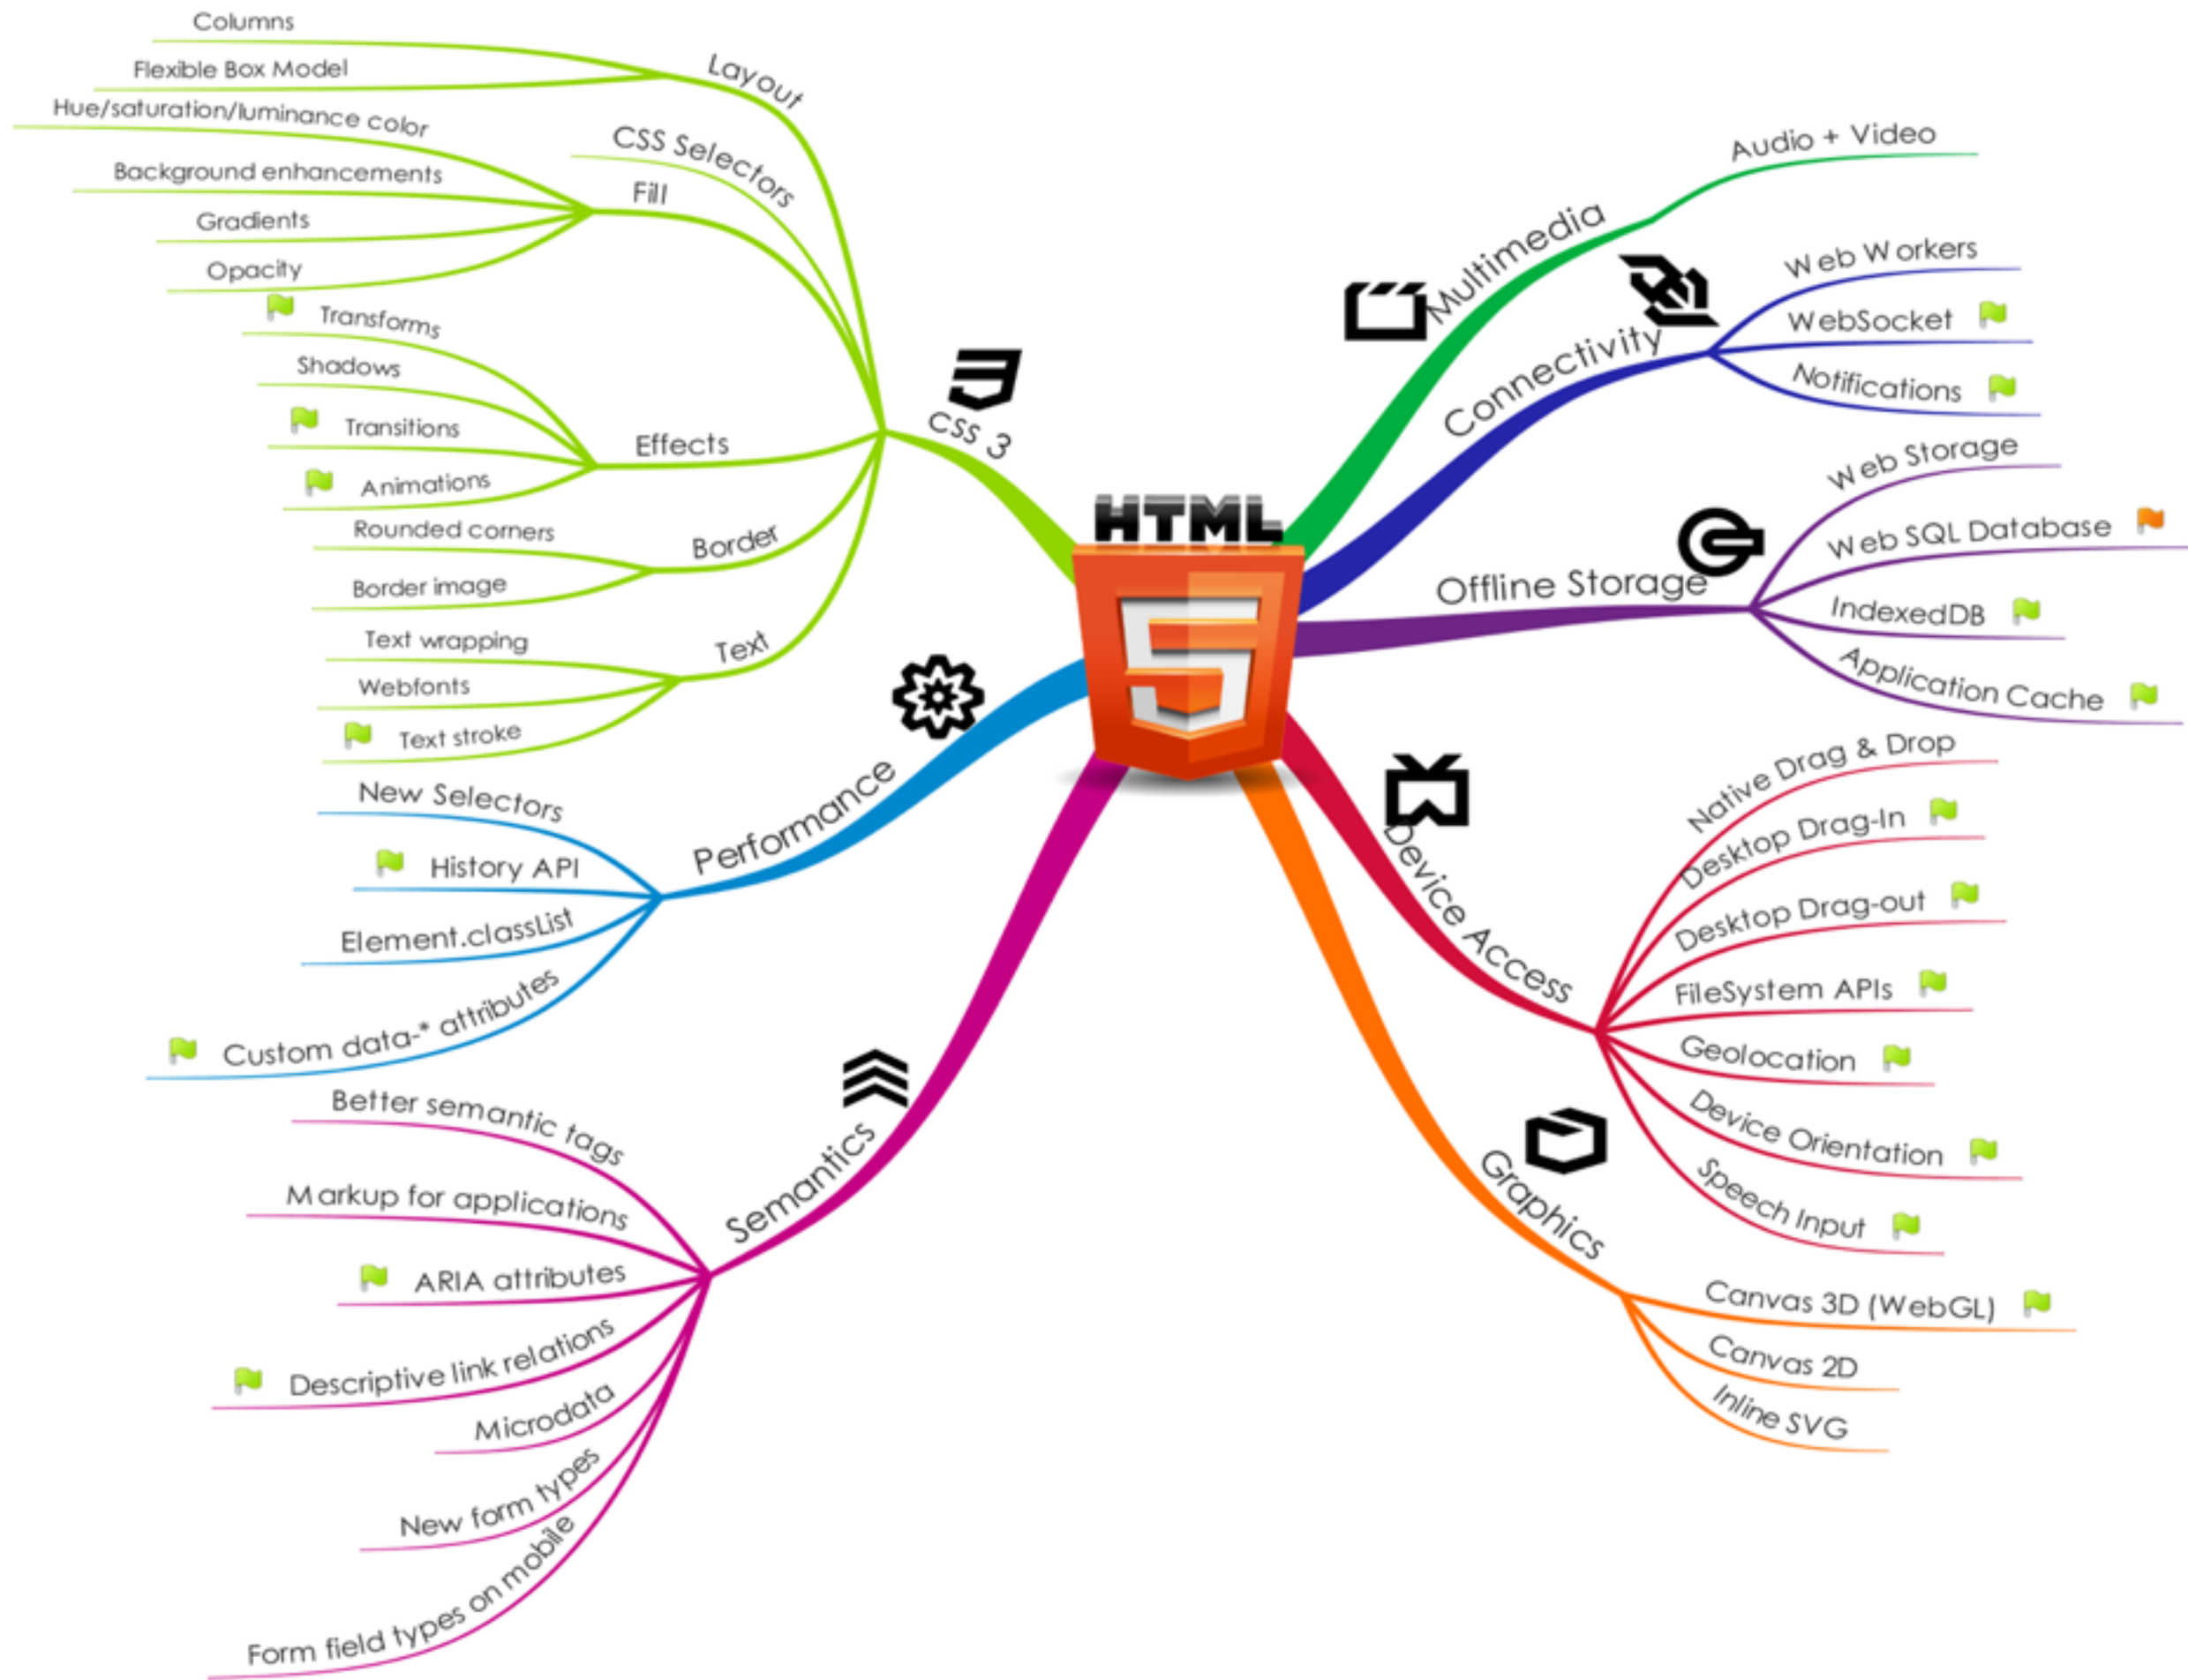 HTML
5
Css 3
Layout
Columns
Flexible Box Model
CSS Selectors
Fill
Hue/saturation/luminance color
Background enhancements
Gradients
Opacity
Effects
Transforms
Shadows
Transitions
Animations
Border
Rounded corners
Border image
Text
Text wrapping
Webfonts
Text stroke
Performance
New Selectors
History API
Element.classList
Custom data-* attributes
Semantics
Better semantic tags
Markup for applications
ARIA attributes
Descriptive link relations
Microdata
New form types
Form field types on mobile
Multimedia
Audio + Video
Connectivity
Web Workers
WebSocket
Notifications
Offline Storage
Web Storage
Web SQL Database
IndexedDB
Application Cache
Device Access
Native Drag & Drop
Desktop Drag-In
Desktop Drag-out
FileSystem APIs
Geolocation
Device Orientation
Speech Input
Graphics
Canvas 3D (WebGL)
Canvas 2D
Inline SVG